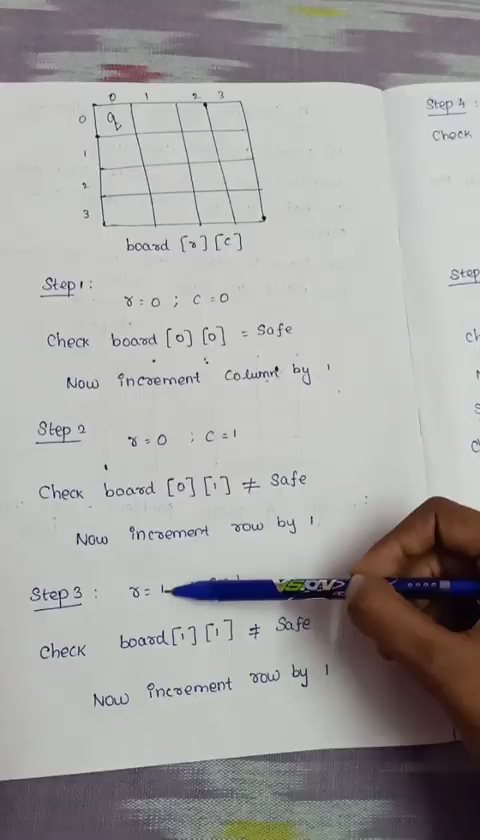 0 1 2 3
0 q
1
2
3
board [r] [c]
Step 1 :
r = 0 ; c = 0
Check board [0] [0] = Safe
Now increment column by 1
Step 2
r = 0 ; c = 1
Check board [0] [1] ≠ Safe
Now increment row by 1.
Step 3 : r = 1
Check board [1] [1] ≠ Safe
Now increment row by 1
Step 4 :
Check